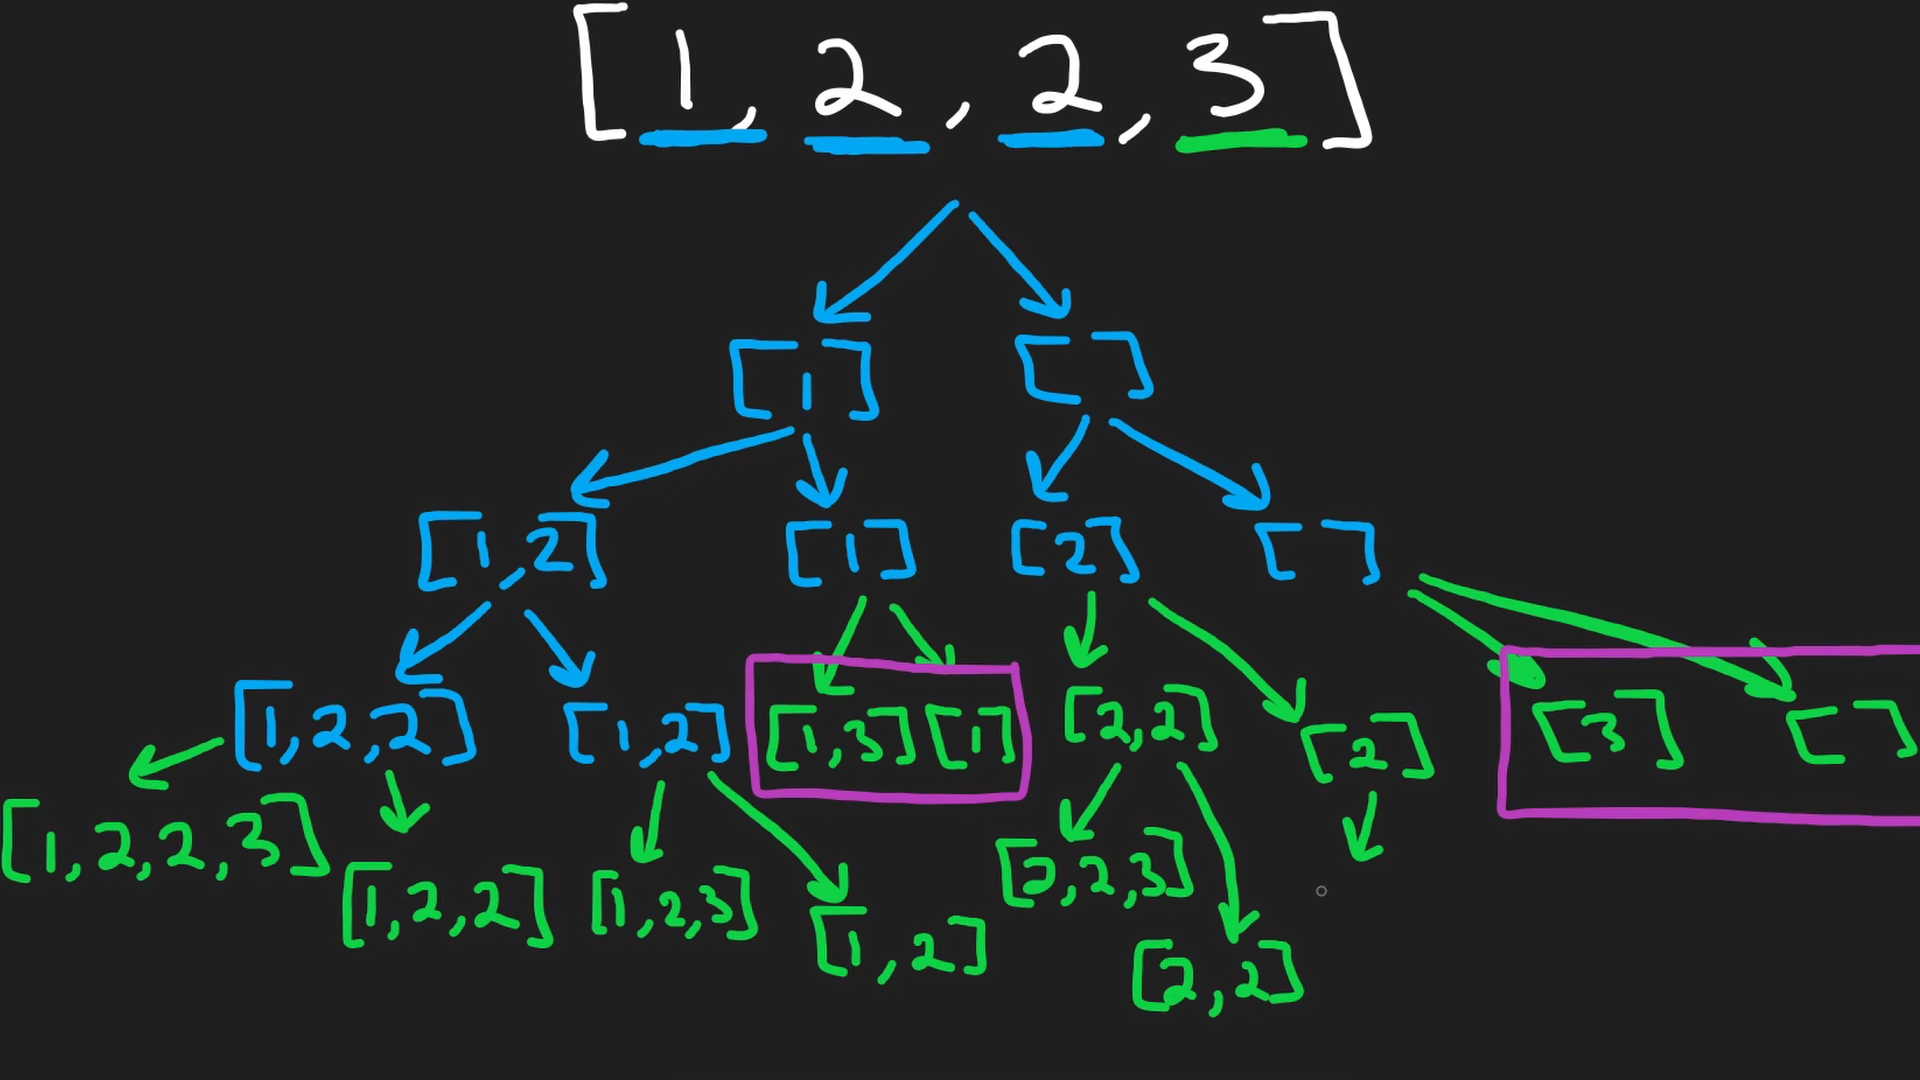 [1, 2, 2, 3]
[1] []
[1,2] [1] [2] []
[1,2,2] [1,2] [1,3] [1] [2,2] [2] [3] []
[1,2,2,3] [1,2,2] [1,2,3] [1,2] [2,2,3] [2,2]